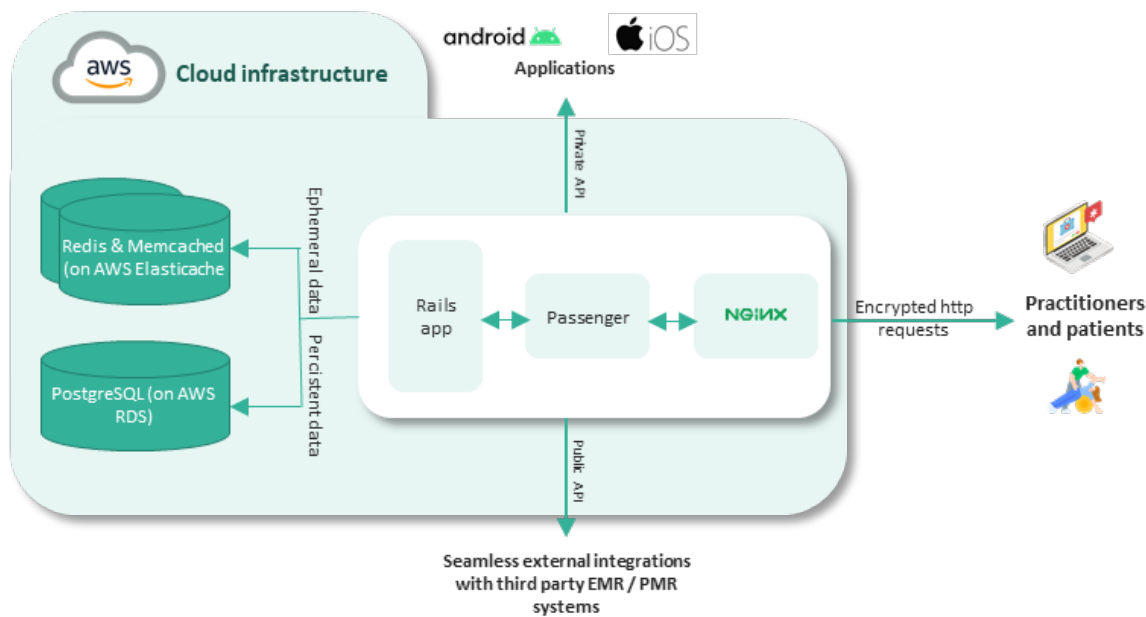 android
iOS
Applications
aws
Cloud infrastructure
Private API
Ephemeral data
Redis & Memcached
(on AWS Elasticache
Rails
app
Passenger
NGINX
Encrypted http
requests
Practitioners
and patients
PostgreSQL (on AWS
RDS)
Percistent data
Public API
Seamless external integrations
with third party EMR / PMR
systems